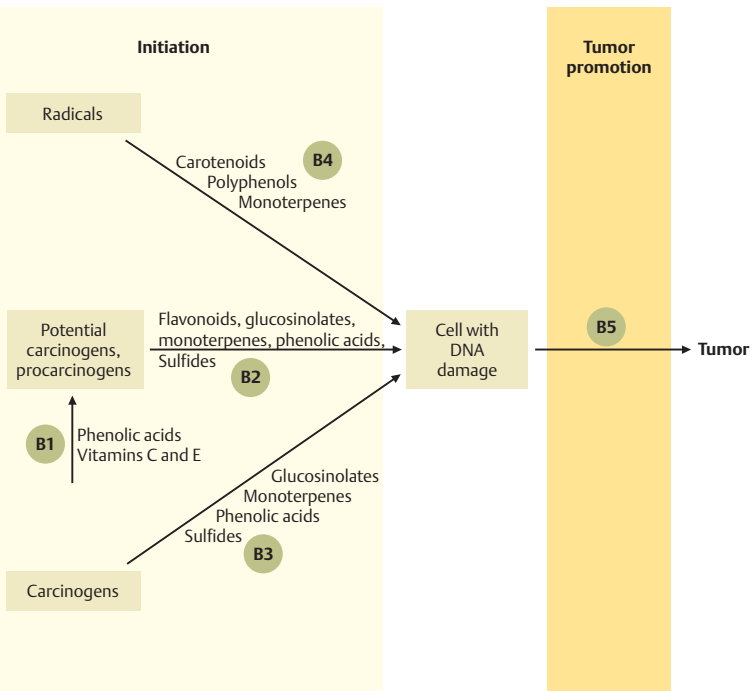 Initiation
Tumor
promotion
Radicals
Carotenoids
B4
Polyphenols
Monoterpenes
Potential
carcinogens,
procarcinogens
Flavonoids, glucosinolates,
monoterpenes, phenolic acids,
Sulfides
B2
Cell with
DNA
damage
B5
Tumor
B1
Phenolic acids
Vitamins C and E
Glucosinolates
Monoterpenes
Phenolic acids
Sulfides
B3
Carcinogens